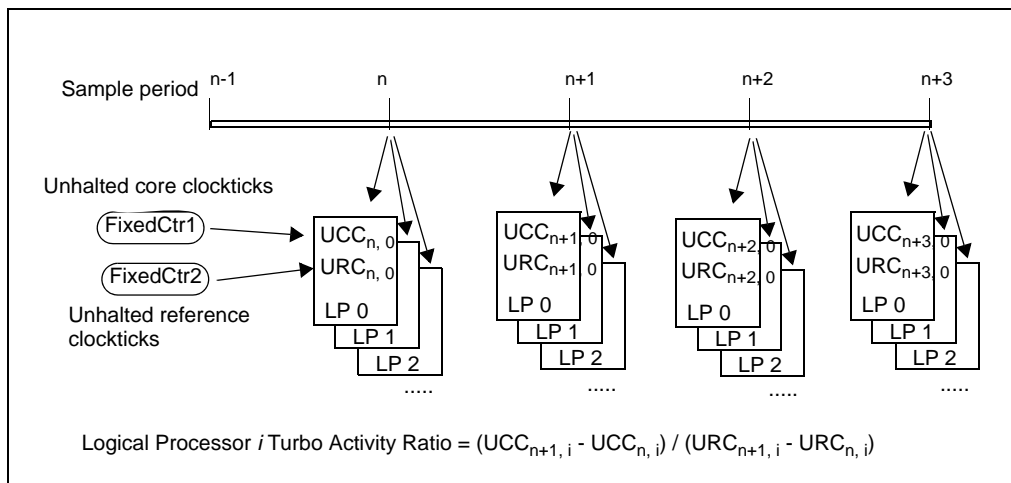 Sample period
n-1 n n+1 n+2 n+3
Unhalted core clockticks
FixedCtr1
FixedCtr2
Unhalted reference
clockticks
UCCn, 0
URCn, 0
LP 0
LP 1
LP 2
.....
UCCn+1, 0
URCn+1, 0
LP 0
LP 1
LP 2
.....
UCCn+2, 0
URCn+2, 0
LP 0
LP 1
LP 2
.....
UCCn+3, 0
URCn+3, 0
LP 0
LP 1
LP 2
.....
Logical Processor i Turbo Activity Ratio = (UCCn+1, i - UCCn, i) / (URCn+1, i - URCn, i)